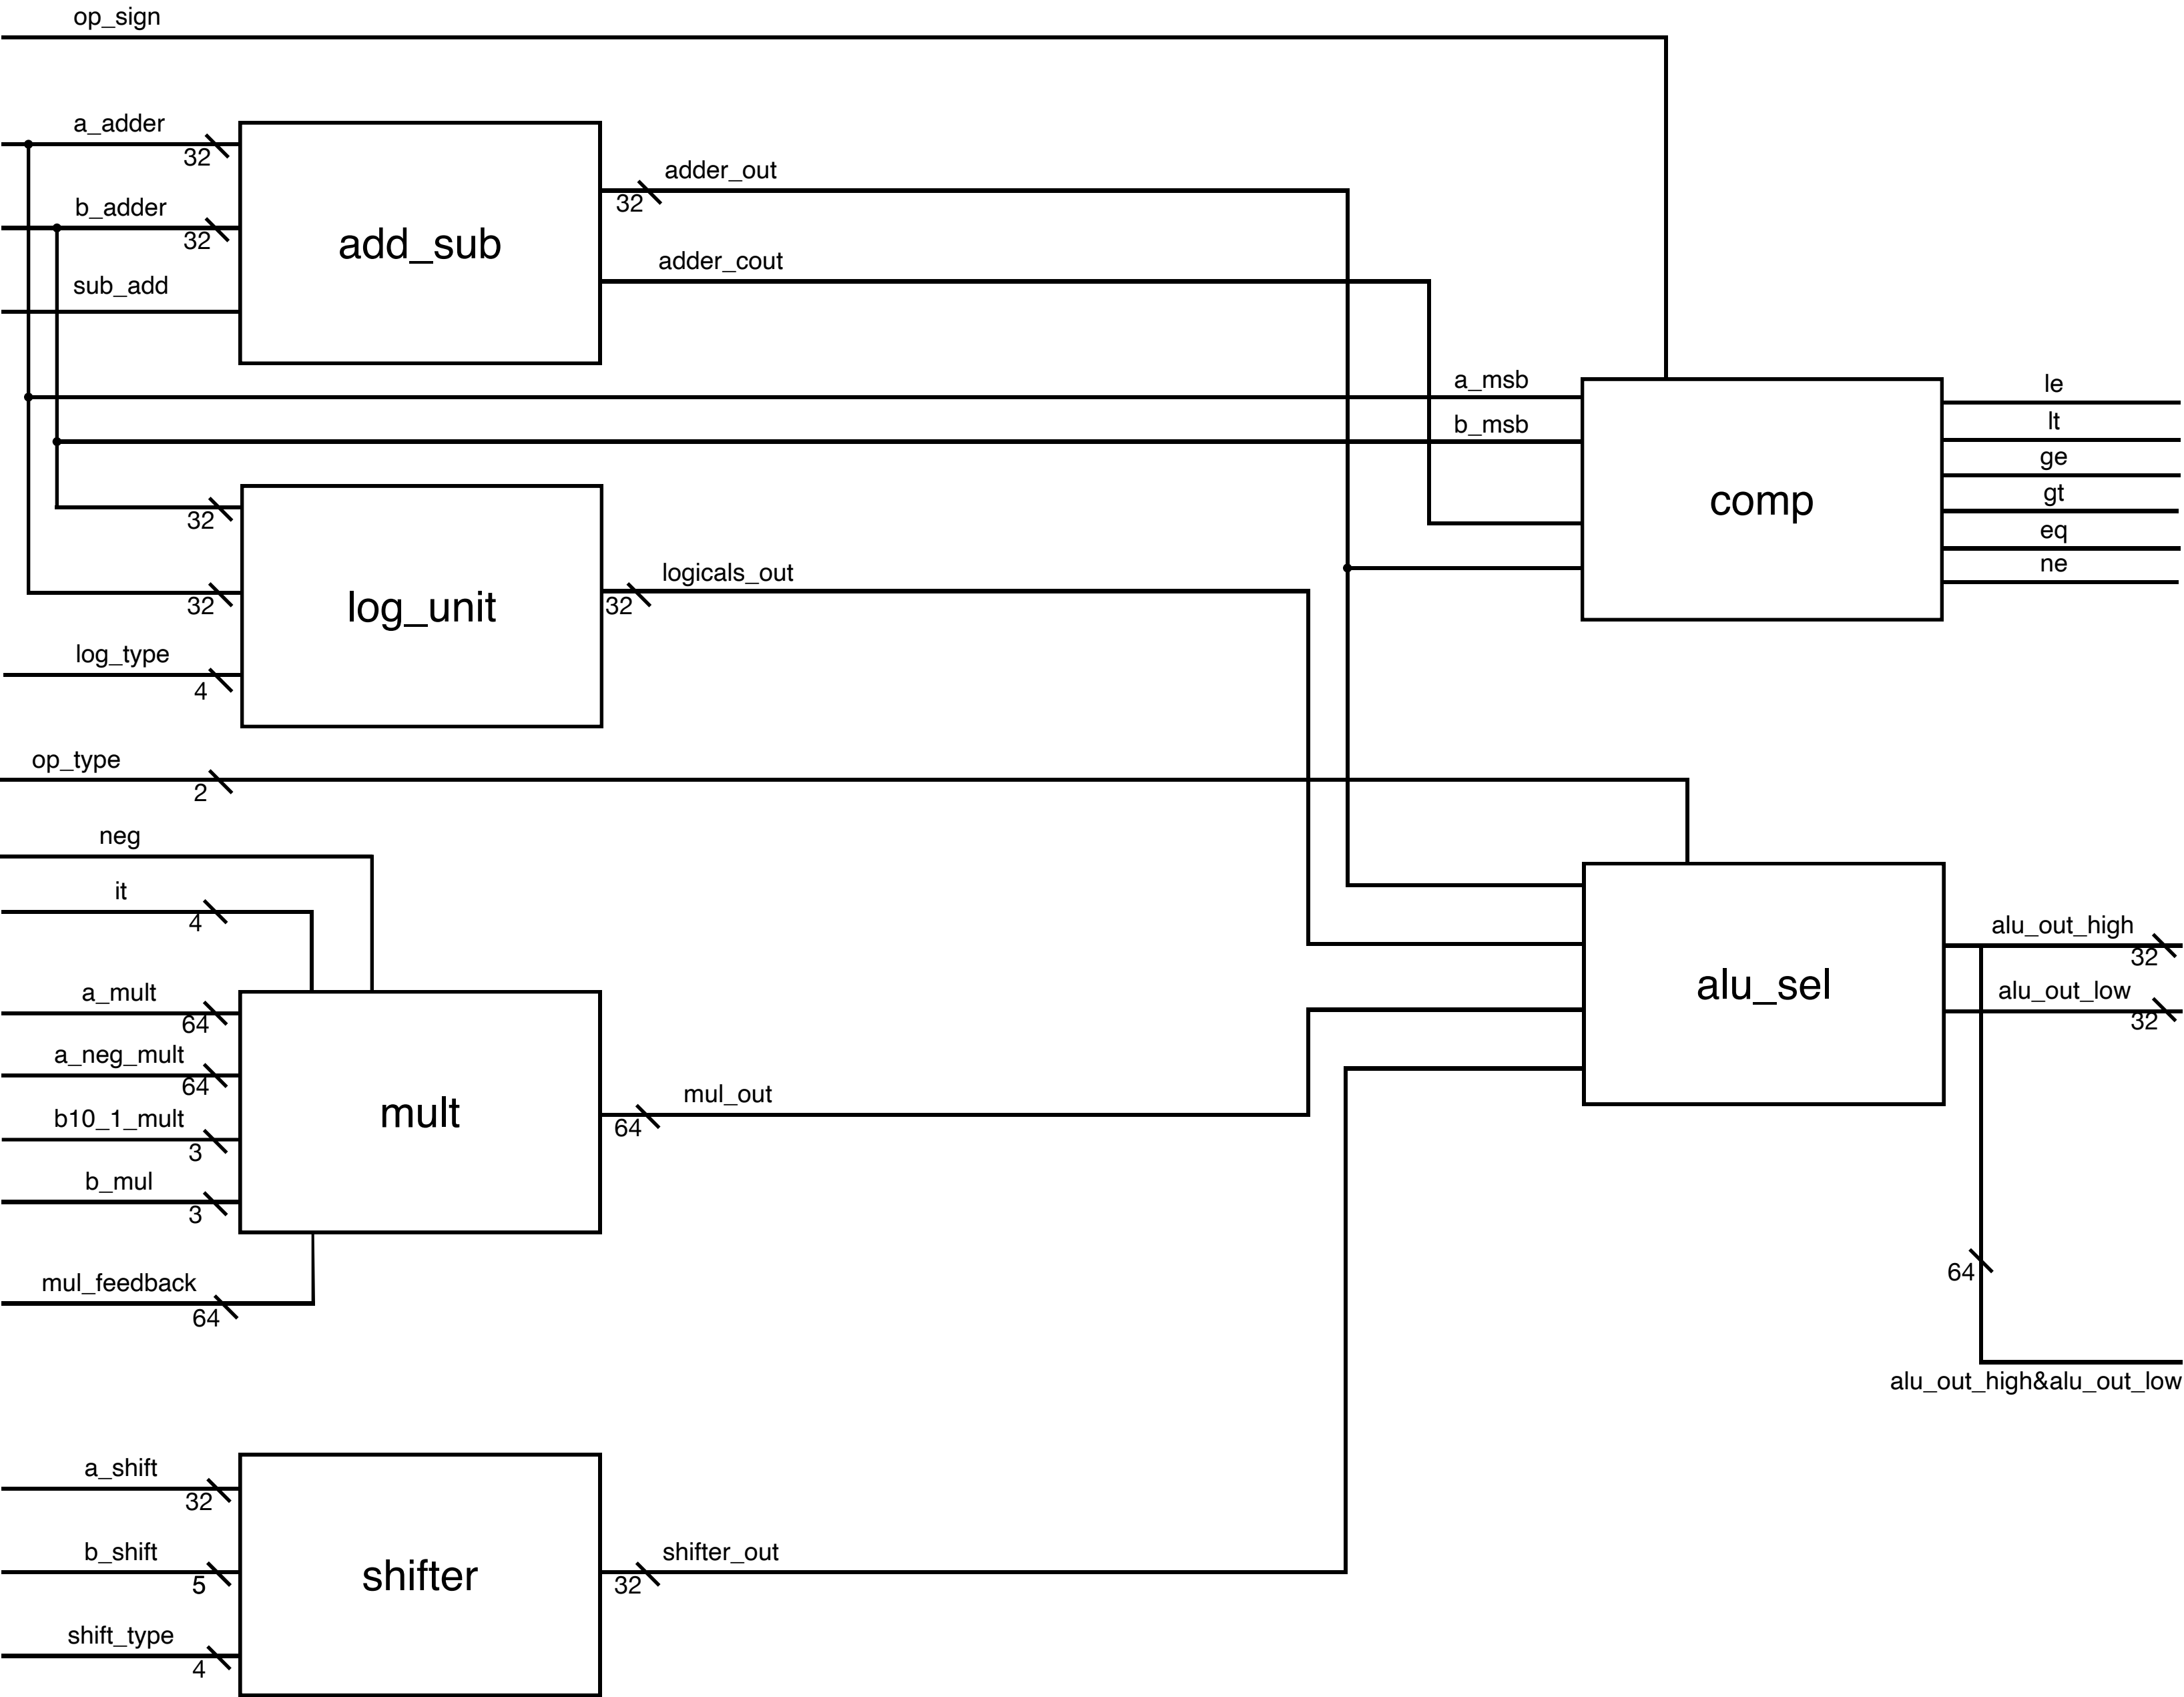 op_sign
a_adder
32
b_adder
32
sub_add
add_sub
adder_out
32
adder_cout
a_msb
b_msb
comp
le
lt
ge
gt
eq
ne
32
32
log_type
4
log_unit
logicals_out
32
op_type
2
neg
it
4
a_mult
64
a_neg_mult
64
b10_1_mult
3
b_mul
3
mul_feedback
64
mult
mul_out
64
alu_sel
alu_out_high
32
alu_out_low
32
64
alu_out_high&alu_out_low
a_shift
32
b_shift
5
shift_type
4
shifter
shifter_out
32